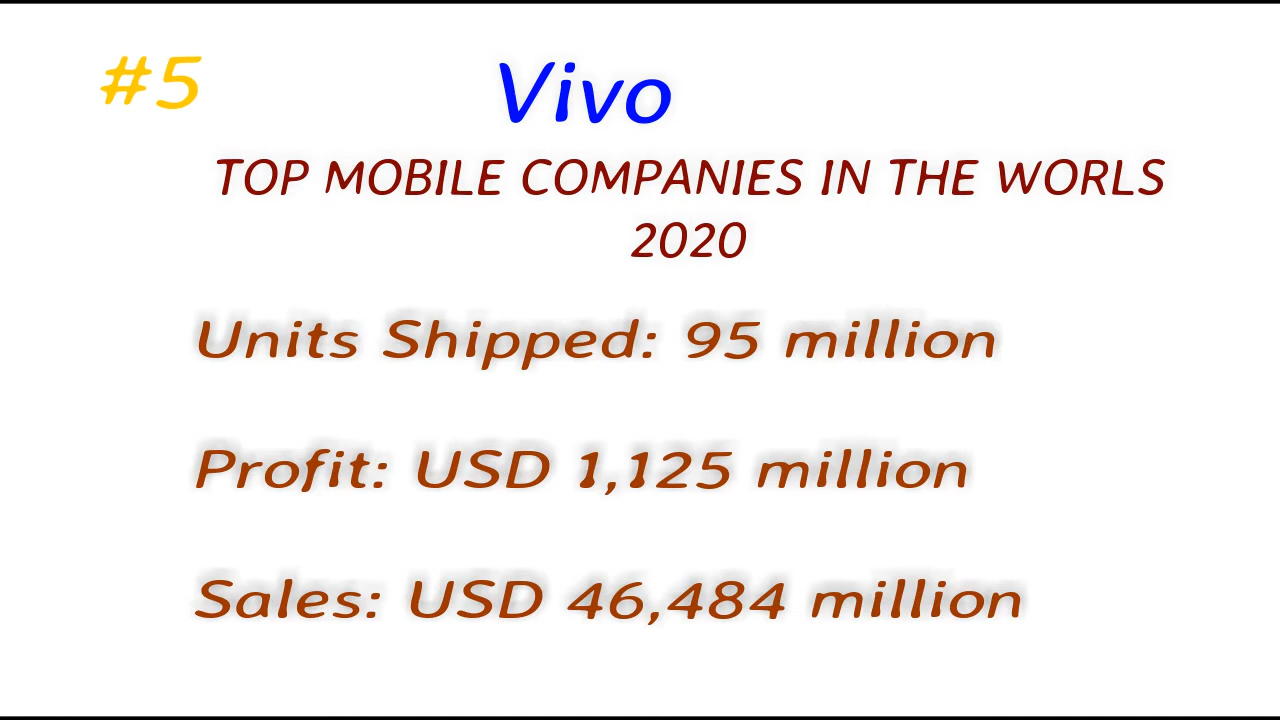 #5
Vivo
TOP MOBILE COMPANIES IN THE WORLS
2020
Units Shipped: 95 million
Profit: USD 1,125 million
Sales: USD 46,484 million